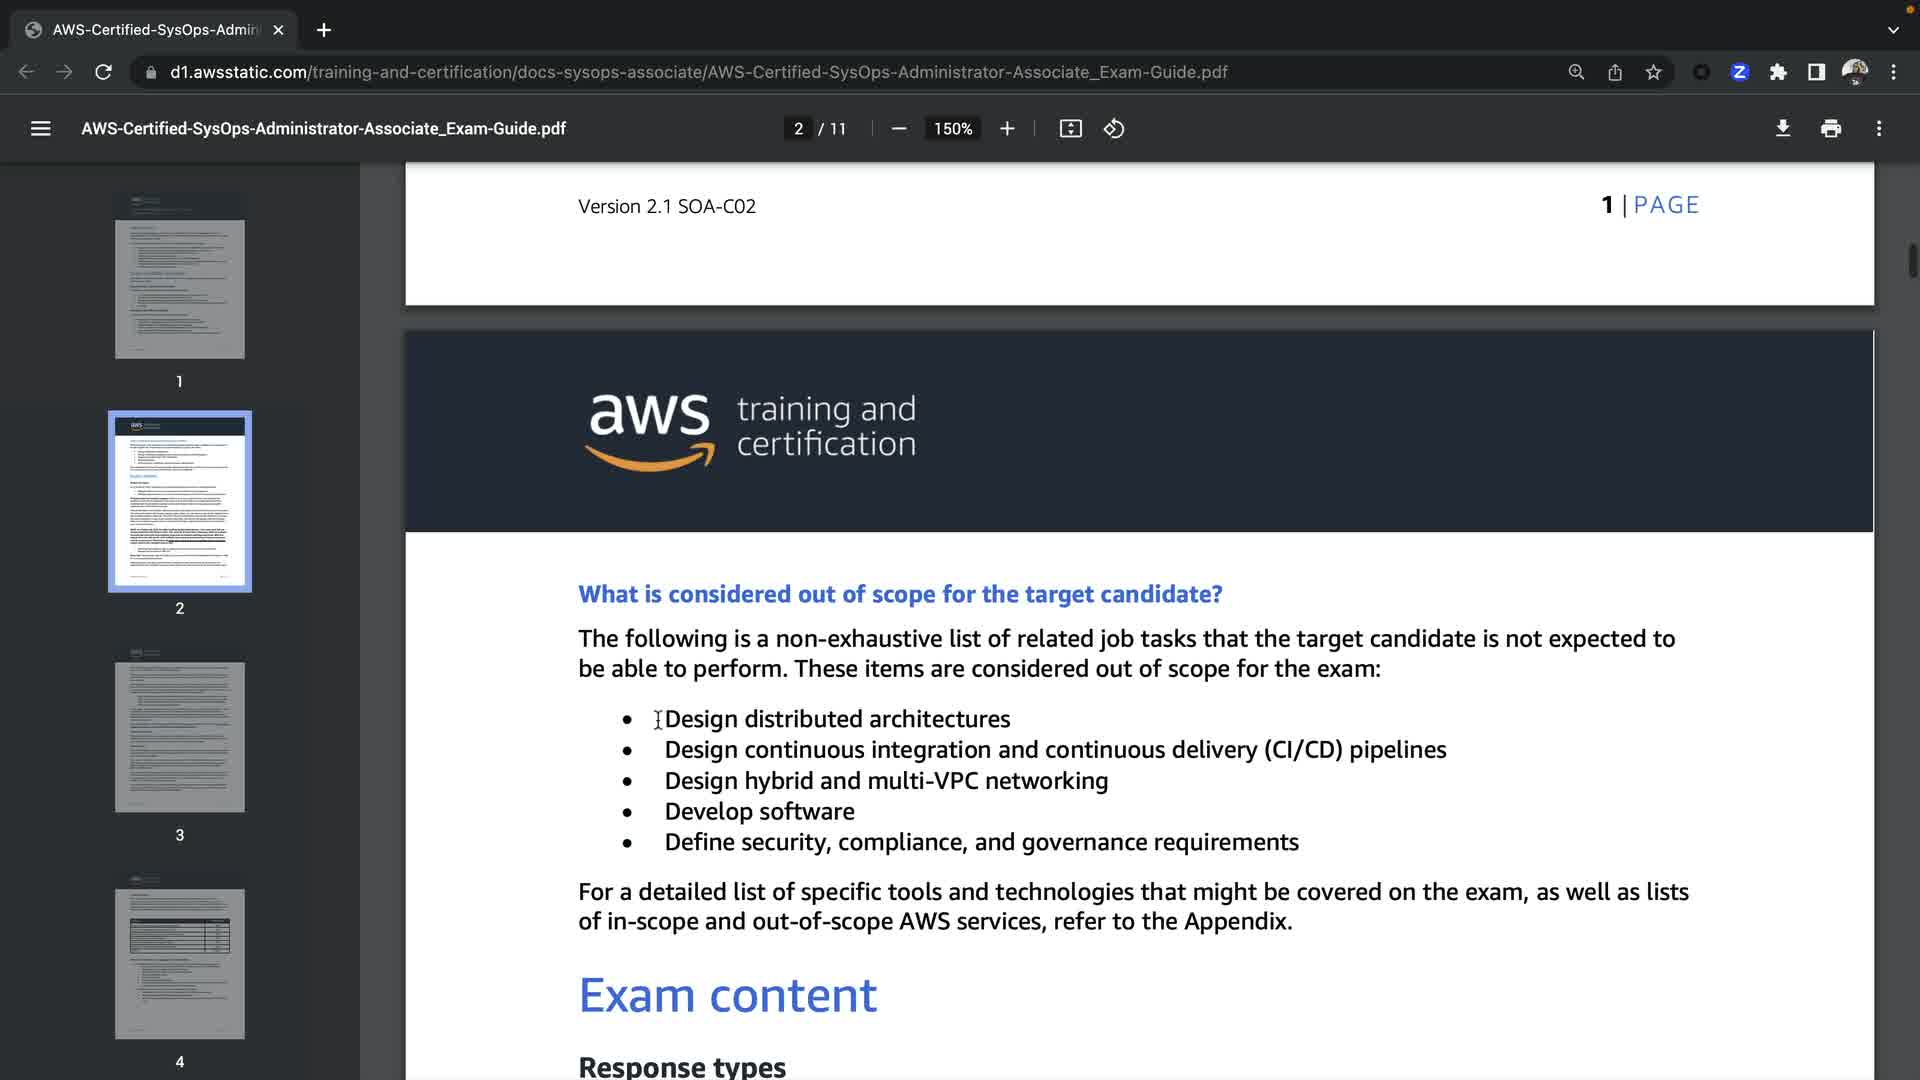 AWS-Certified-SysOps-Admin
d1.awsstatic.com/training-and-certification/docs-sysops-associate/AWS-Certified-SysOps-Administrator-Associate_Exam-Guide.pdf
AWS-Certified-SysOps-Administrator-Associate_Exam-Guide.pdf
2 / 11
150%
Version 2.1 SOA-C02
1 | PAGE
aws training and certification
What is considered out of scope for the target candidate?
The following is a non-exhaustive list of related job tasks that the target candidate is not expected to
be able to perform. These items are considered out of scope for the exam:
• Design distributed architectures
• Design continuous integration and continuous delivery (CI/CD) pipelines
• Design hybrid and multi-VPC networking
• Develop software
• Define security, compliance, and governance requirements
For a detailed list of specific tools and technologies that might be covered on the exam, as well as lists
of in-scope and out-of-scope AWS services, refer to the Appendix.
Exam content
Response types
1
2
3
4